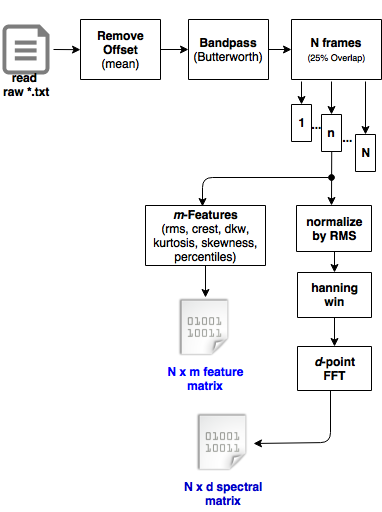 read
raw *.txt
Remove
Offset
(mean)
Bandpass
(Butterworth)
N frames
(25% Overlap)
1
...
n
...
N
m-Features
(rms, crest, dkw,
kurtosis, skewness,
percentiles)
normalize
by RMS
hanning
win
d-point
FFT
01001
10011
N x m feature
matrix
01001
10011
N x d spectral
matrix